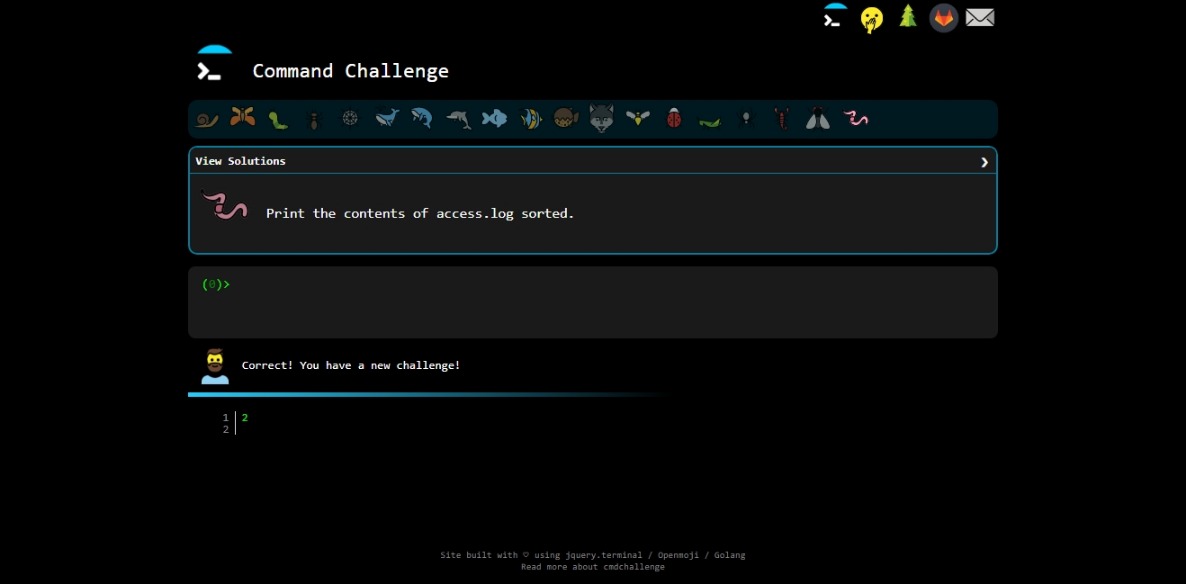 Command Challenge
View Solutions
Print the contents of access.log sorted.
(0)>
Correct! You have a new challenge!
1 2
2
Site built with ♡ using jquery.terminal / Openmoji / Golang
Read more about cmdchallenge